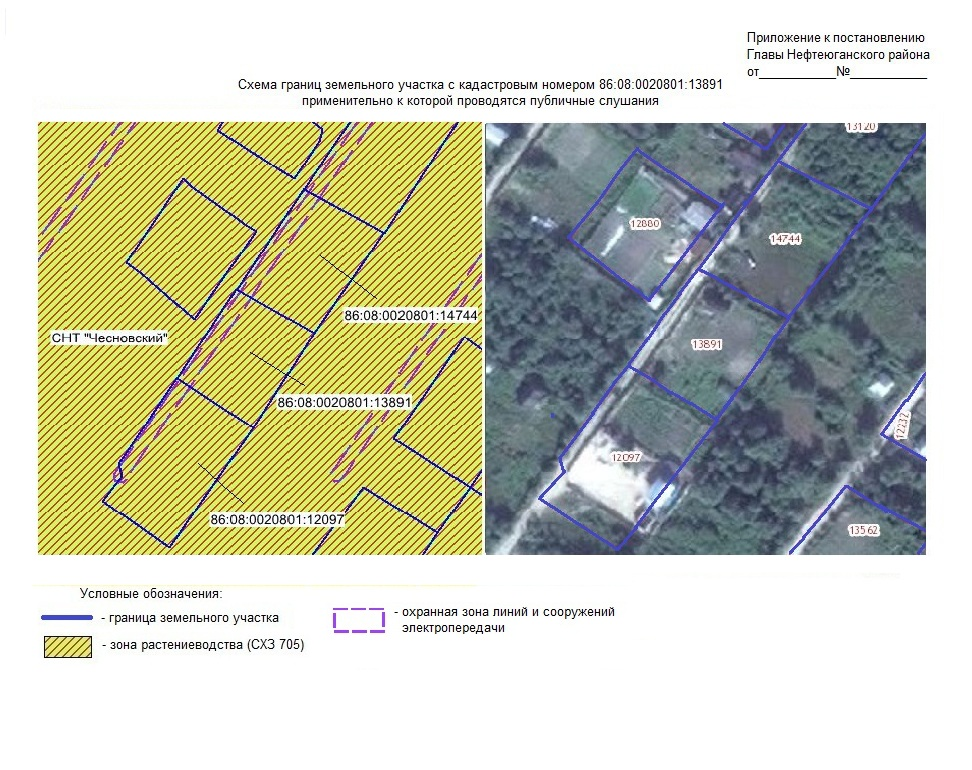 Приложение к постановлению
Главы Нефтеюганского района
от___________№___________
Схема границ земельного участка с кадастровым номером 86:08:0020801:13891
применительно к которой проводятся публичные слушания
86:08:0020801:14744
СНТ "Чесновский"
86:08:0020801:13891
86:08:0020801:12097
13120
12880
14744
13891
12232
12097
13562
Условные обозначения:
- граница земельного участка
- зона растениеводства (СХЗ 705)
- охранная зона линий и сооружений
электропередачи